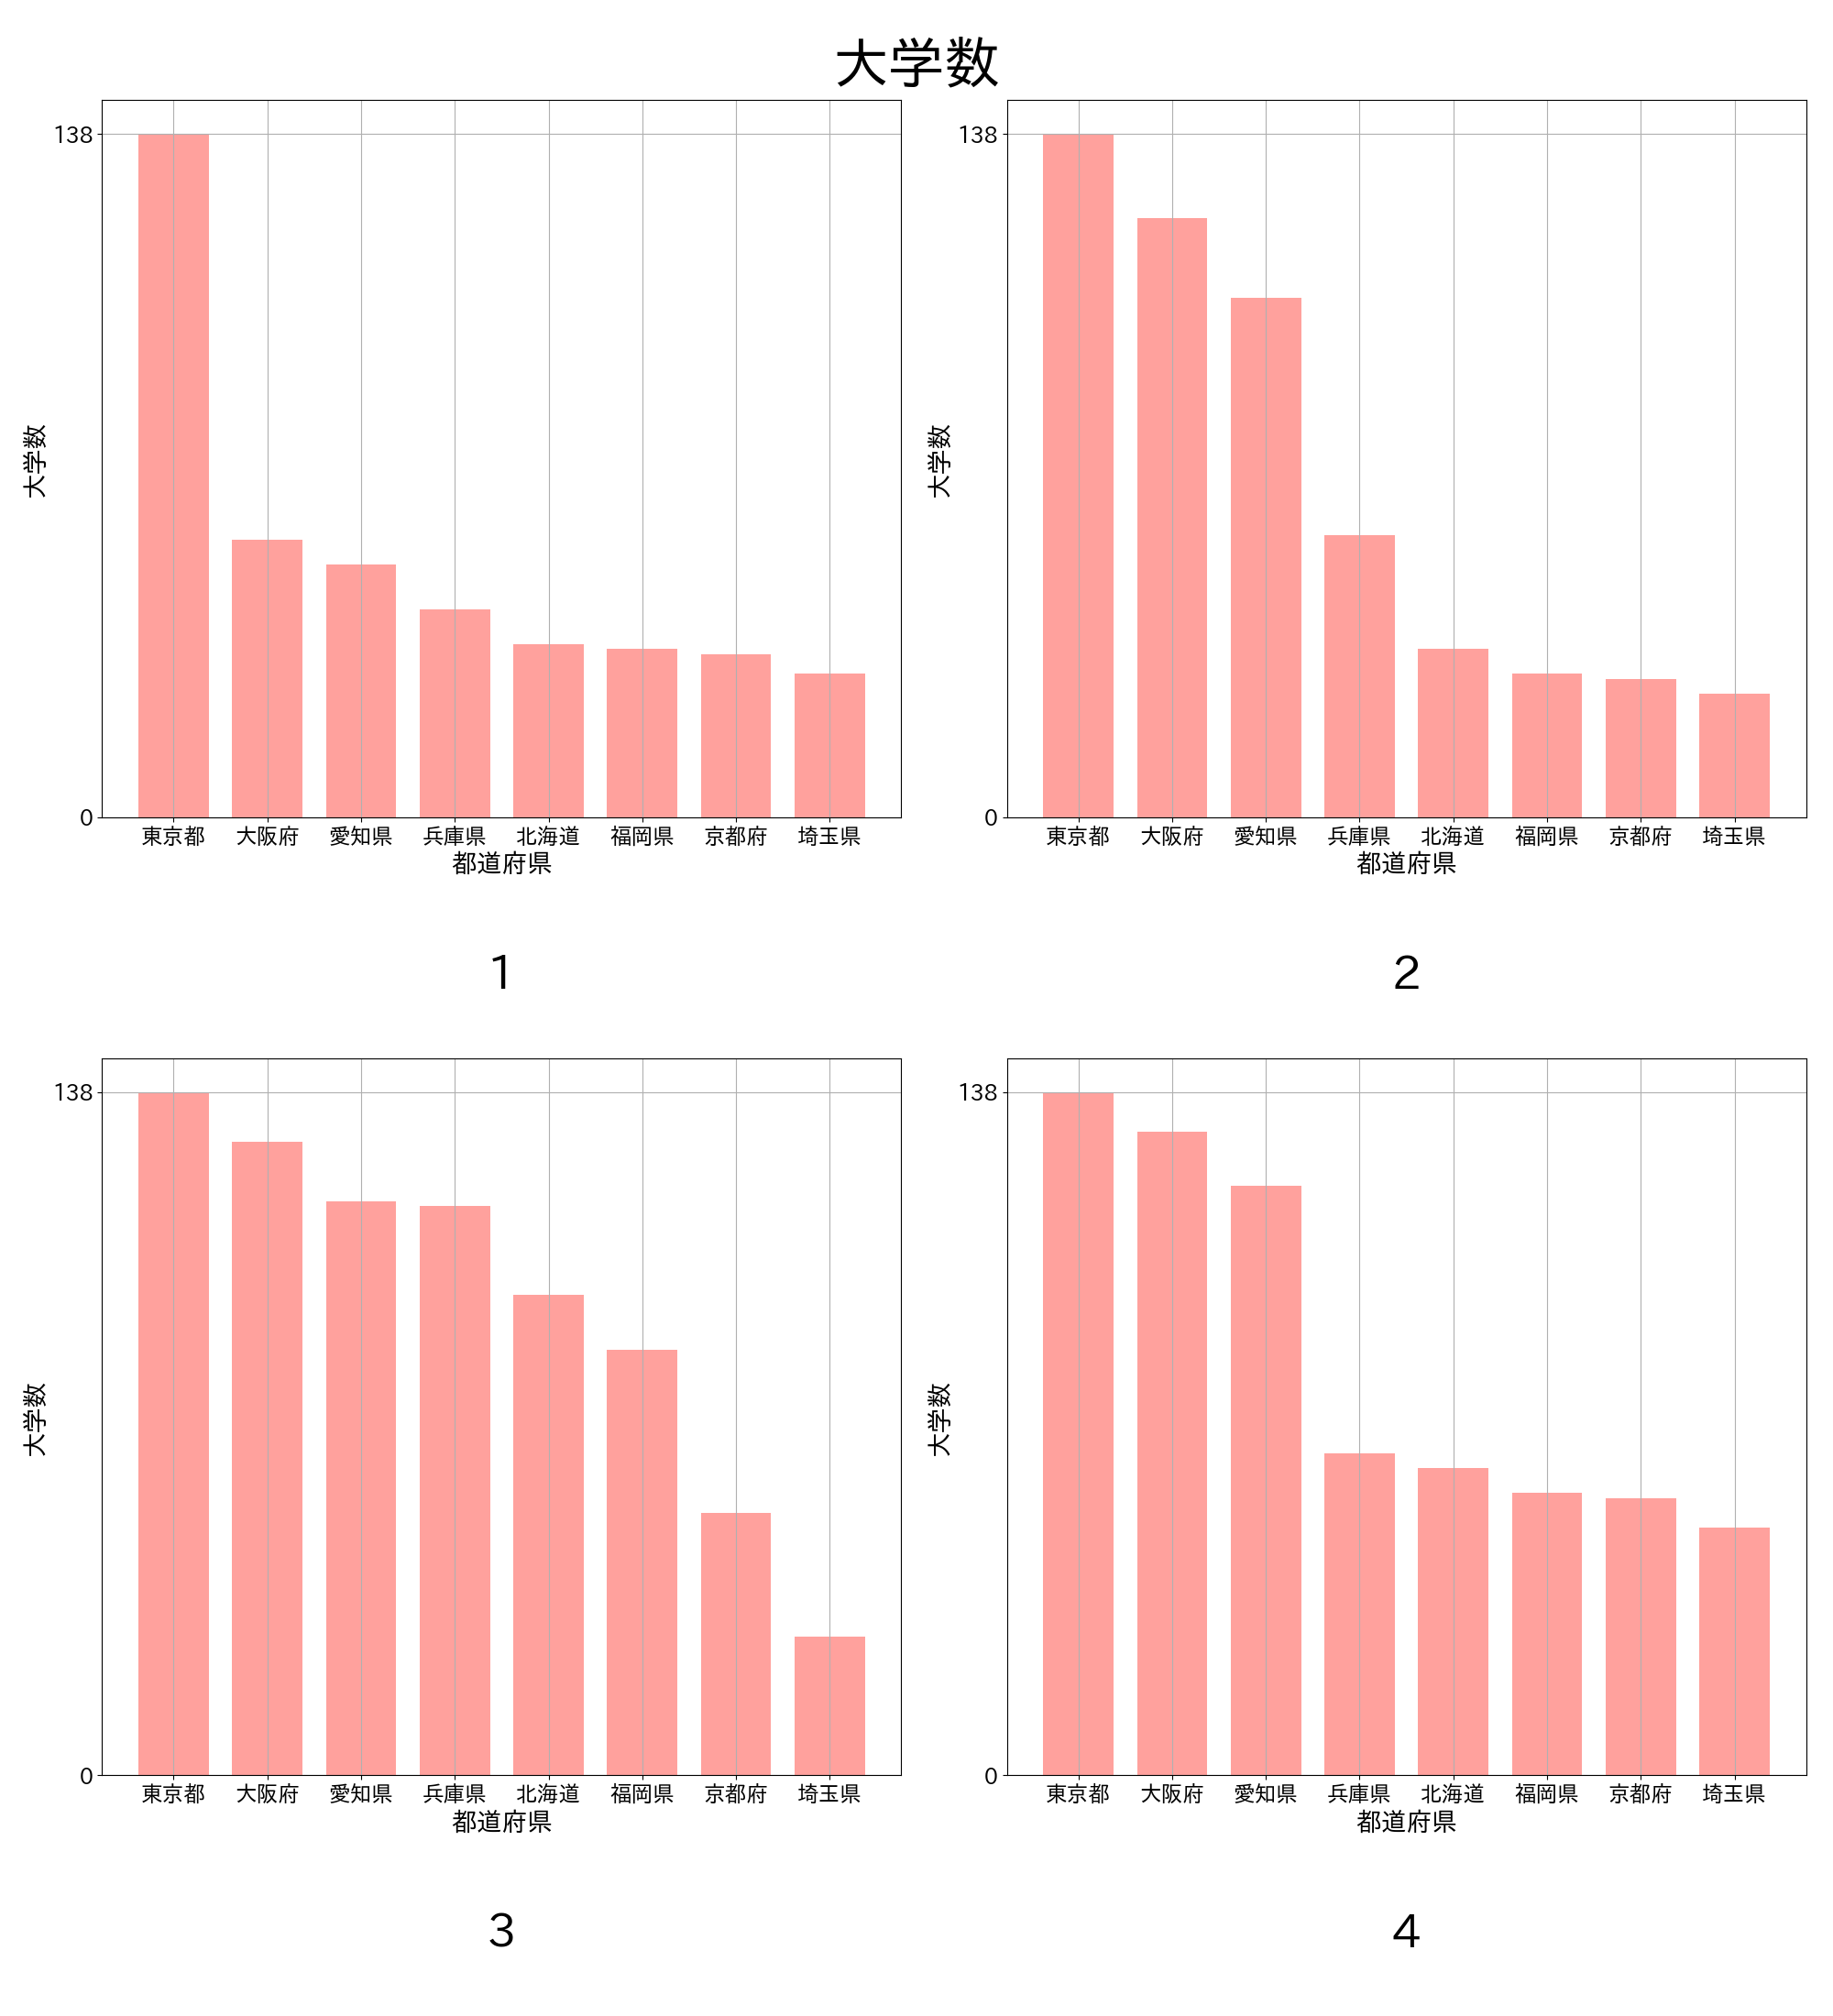 大学数
138
0
大学数
東京都 大阪府 愛知県 兵庫県 北海道 福岡県 京都府 埼玉県
都道府県
1
138
0
大学数
東京都 大阪府 愛知県 兵庫県 北海道 福岡県 京都府 埼玉県
都道府県
2
138
0
大学数
東京都 大阪府 愛知県 兵庫県 北海道 福岡県 京都府 埼玉県
都道府県
3
138
0
大学数
東京都 大阪府 愛知県 兵庫県 北海道 福岡県 京都府 埼玉県
都道府県
4